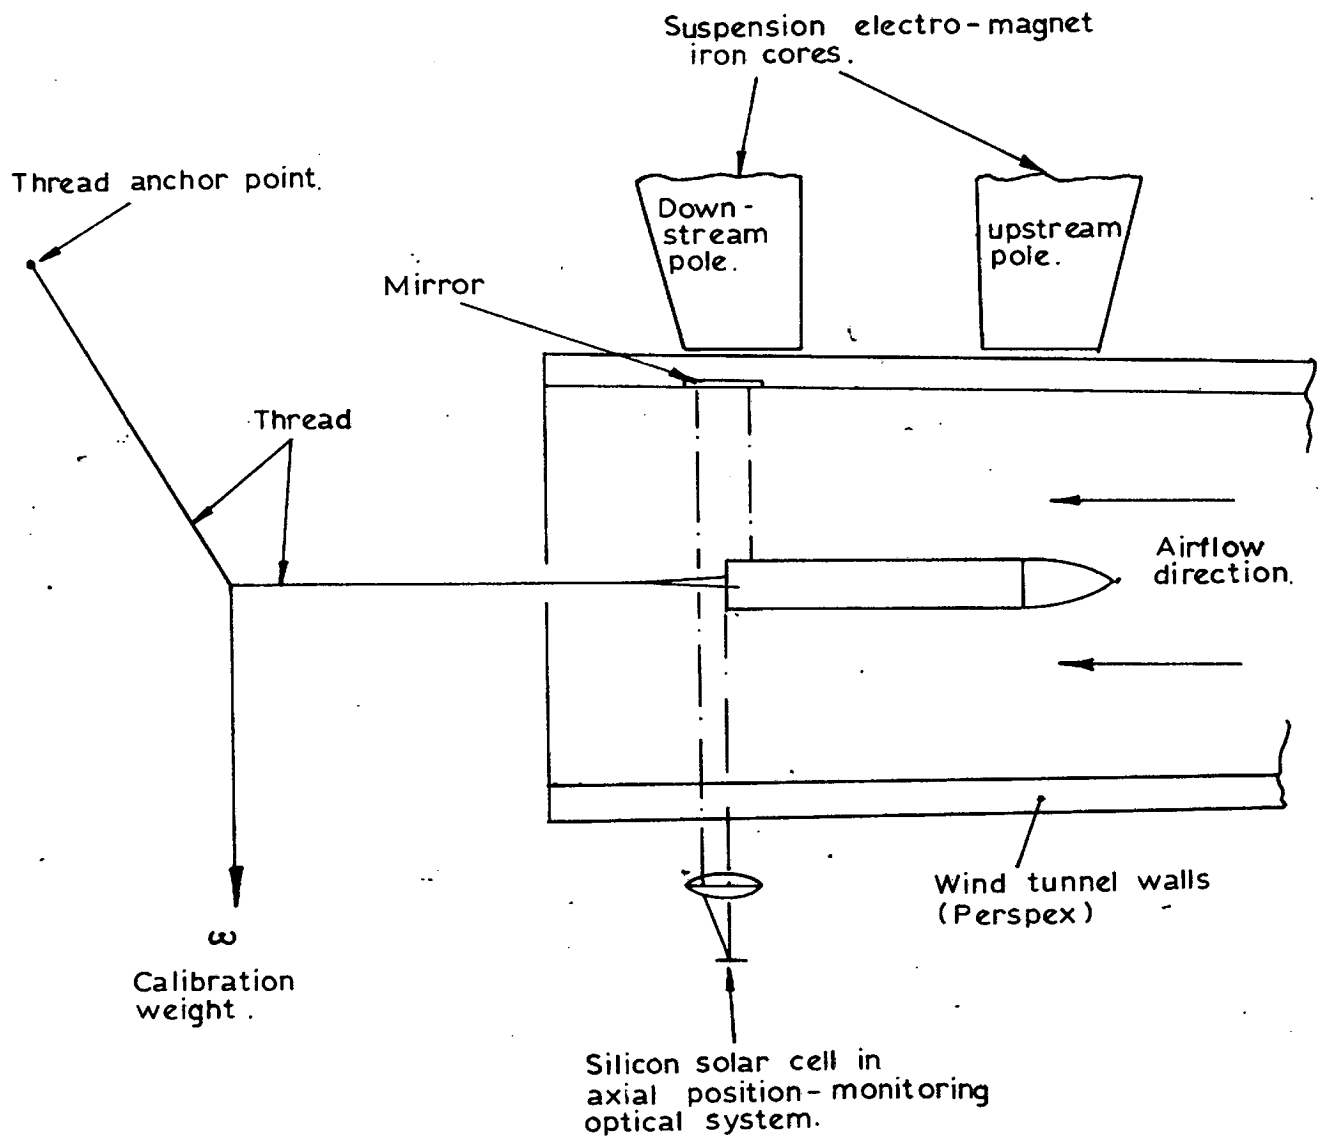 Suspension electro-magnet
iron cores.
Thread anchor point.
Down-
stream
pole.
upstream
pole.
Mirror
Thread
Airflow
direction.
Wind tunnel walls
(Perspex)
ω
Calibration
weight.
Silicon solar cell in
axial position-monitoring
optical system.